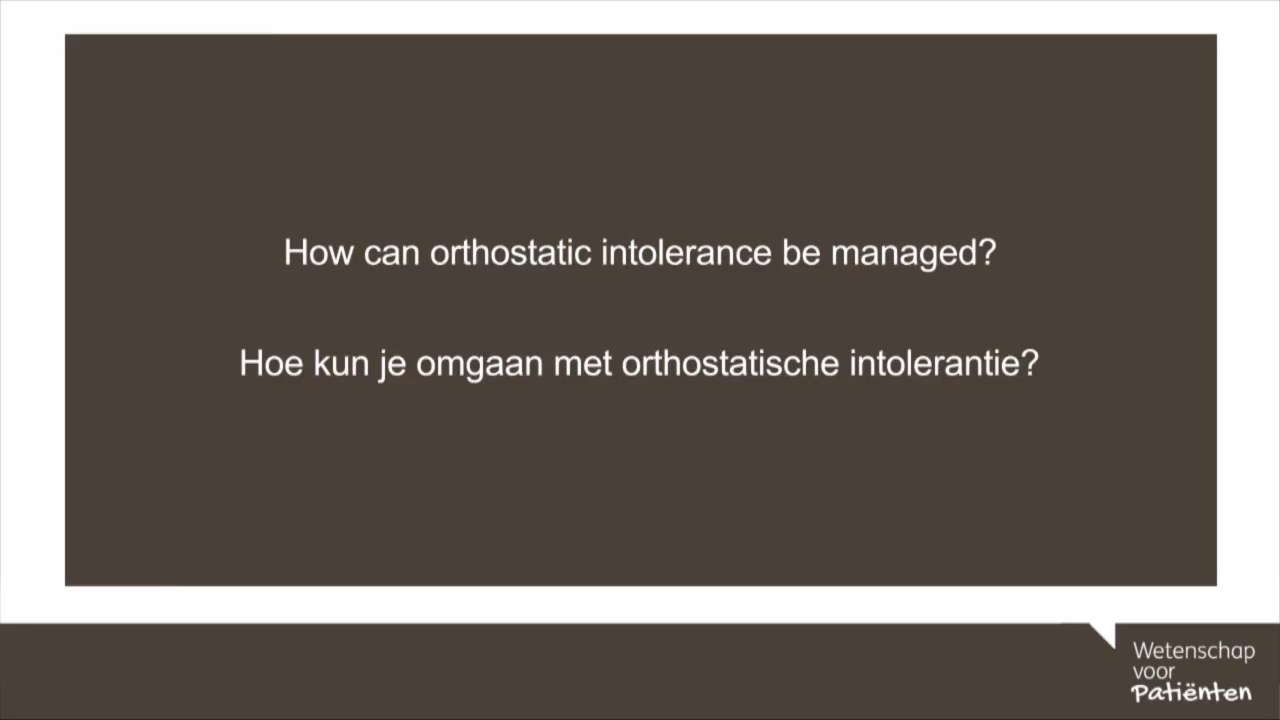 How can orthostatic intolerance be managed?
Hoe kun je omgaan met orthostatische intolerantie?
Wetenschap
voor
Patiënten